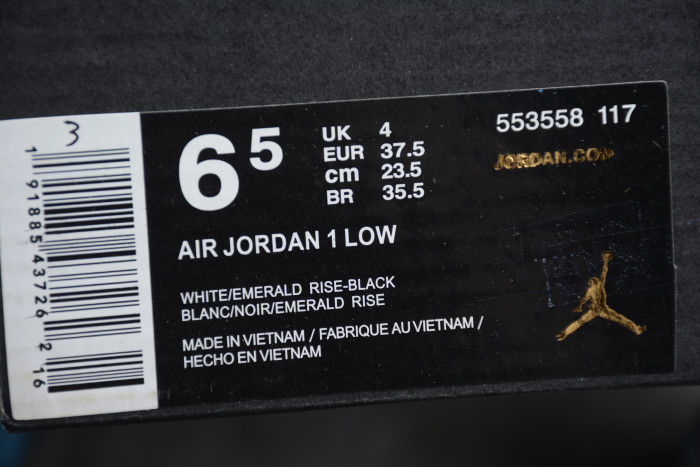 3
1 91885 43726 2 16
6 5
UK 4
EUR 37.5
cm 23.5
BR 35.5
553558 117
JORDAN.COM
AIR JORDAN 1 LOW
WHITE/EMERALD RISE-BLACK
BLANC/NOIR/EMERALD RISE
MADE IN VIETNAM / FABRIQUE AU VIETNAM /
HECHO EN VIETNAM